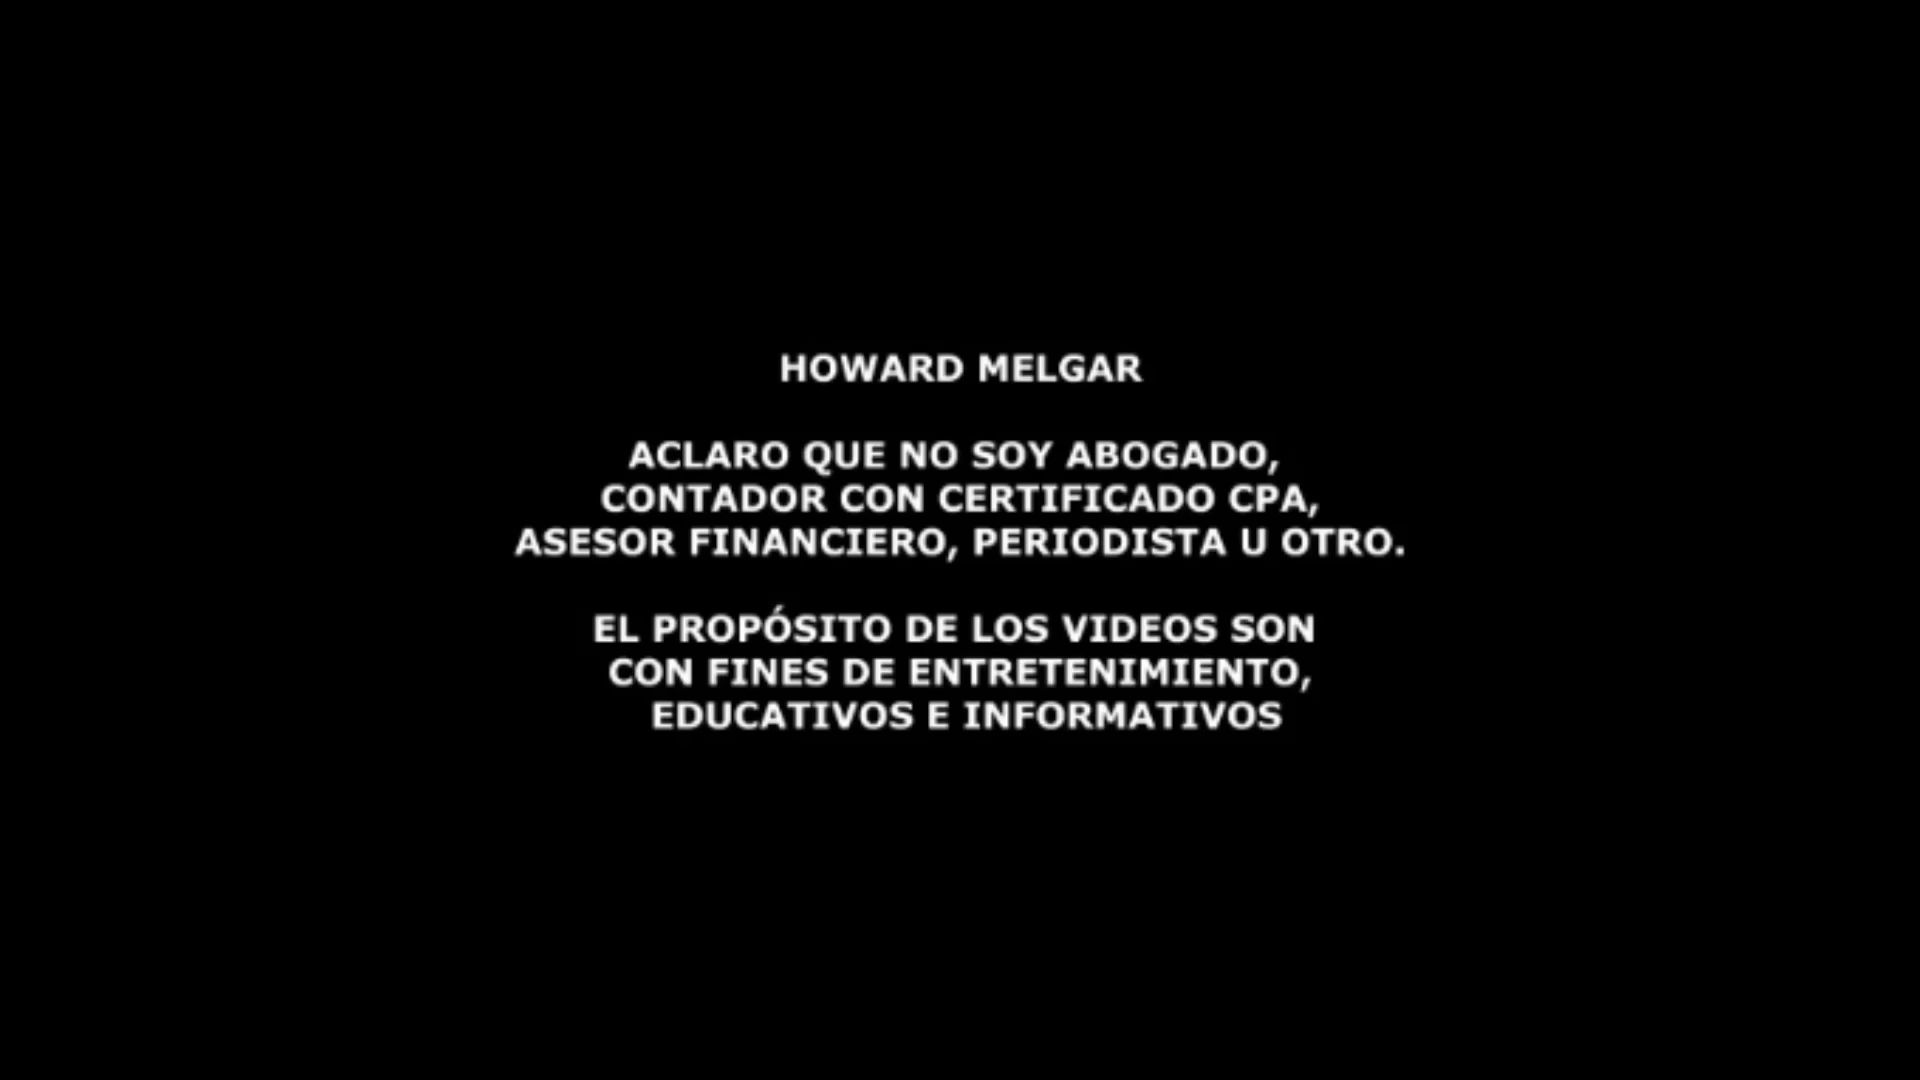 HOWARD MELGAR
ACLARO QUE NO SOY ABOGADO,
CONTADOR CON CERTIFICADO CPA,
ASESOR FINANCIERO, PERIODISTA U OTRO.
EL PROPÓSITO DE LOS VIDEOS SON
CON FINES DE ENTRETENIMIENTO,
EDUCATIVOS E INFORMATIVOS